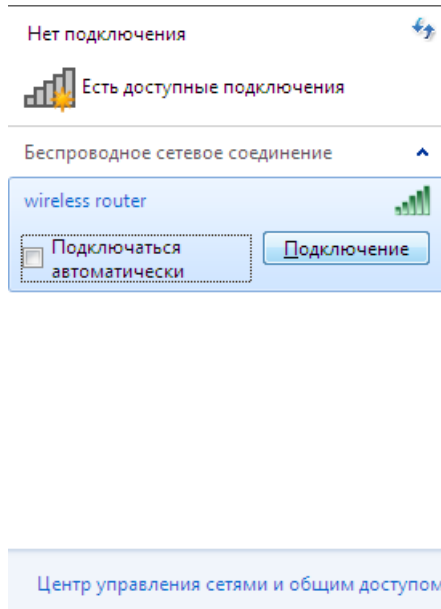 Нет подключения
Есть доступные подключения
Беспроводное сетевое соединение
wireless router
Подключаться
автоматически
Подключение
Центр управления сетями и общим доступом